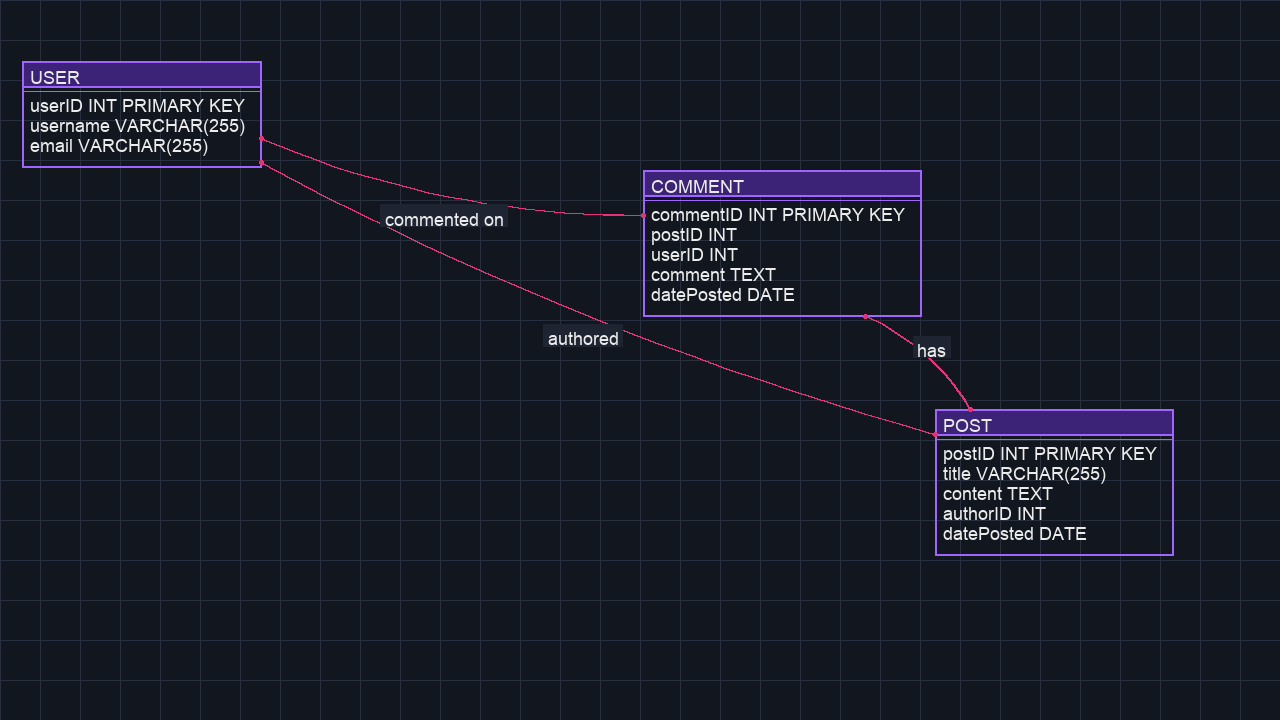 USER
userID INT PRIMARY KEY
username VARCHAR(255)
email VARCHAR(255)
commented on
COMMENT
commentID INT PRIMARY KEY
postID INT
userID INT
comment TEXT
datePosted DATE
authored
has
POST
postID INT PRIMARY KEY
title VARCHAR(255)
content TEXT
authorID INT
datePosted DATE